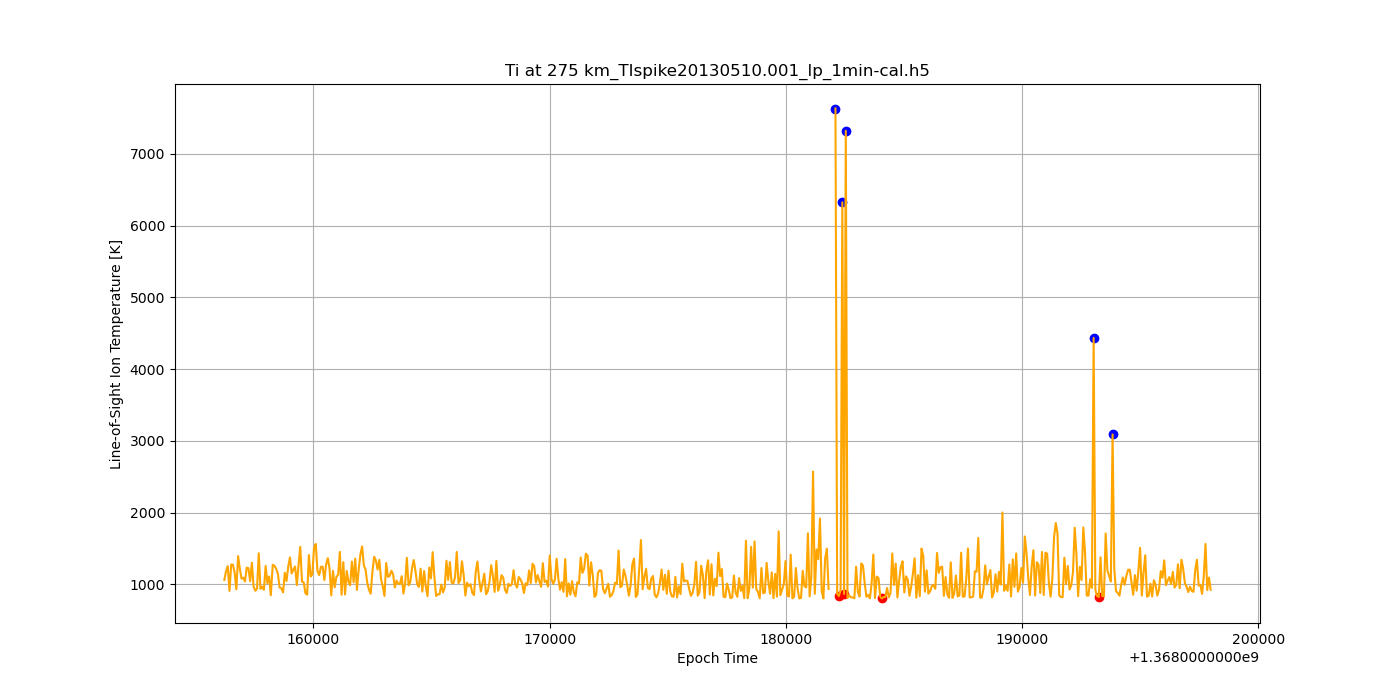 Ti at 275 km_TIspike20130510.001_lp_1min-cal.h5
Line-of-Sight Ion Temperature [K]
7000
6000
5000
4000
3000
2000
1000
160000 170000 180000 190000 200000
Epoch Time
+1.3680000000e9